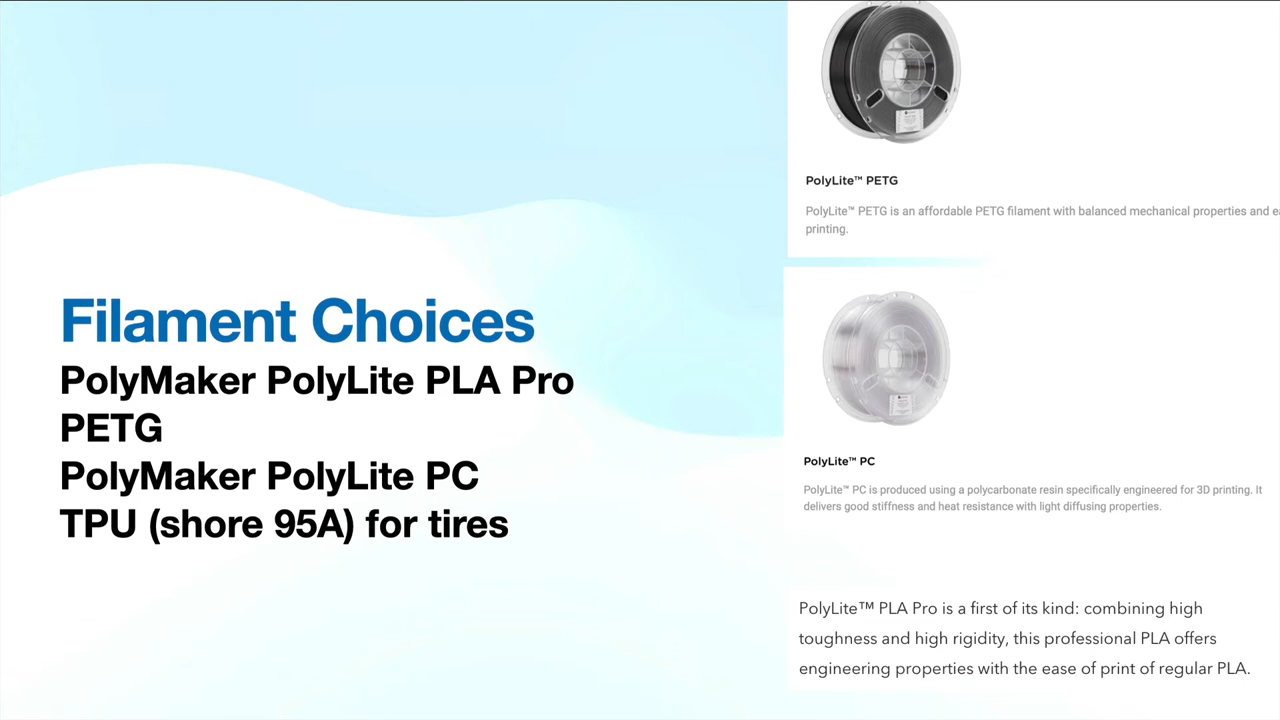 Filament Choices
PolyMaker PolyLite PLA Pro
PETG
PolyMaker PolyLite PC
TPU (shore 95A) for tires
PolyLite™ PETG
PolyLite™ PETG is an affordable PETG filament with balanced mechanical properties and
printing.
PolyLite™ PC
PolyLite™ PC is produced using a polycarbonate resin specifically engineered for 3D printing. It
delivers good stiffness and heat resistance with light diffusing properties.
PolyLite™ PLA Pro is a first of its kind: combining high
toughness and high rigidity, this professional PLA offers
engineering properties with the ease of print of regular PLA.